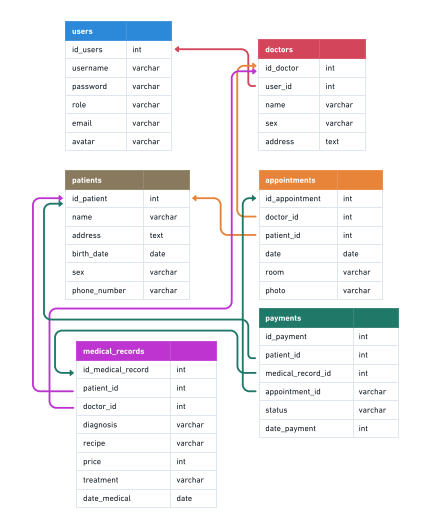 users
id_users int
username varchar
password varchar
role varchar
email varchar
avatar varchar
doctors
id_doctor int
user_id int
name varchar
sex varchar
address text
patients
id_patient int
name varchar
address text
birth_date date
sex varchar
phone_number varchar
appointments
id_appointment int
doctor_id int
patient_id int
date date
room varchar
photo varchar
medical_records
id_medical_record int
patient_id int
doctor_id int
diagnosis varchar
recipe varchar
price int
treatment varchar
date_medical date
payments
id_payment int
patient_id int
medical_record_id int
appointment_id varchar
status varchar
date_payment int